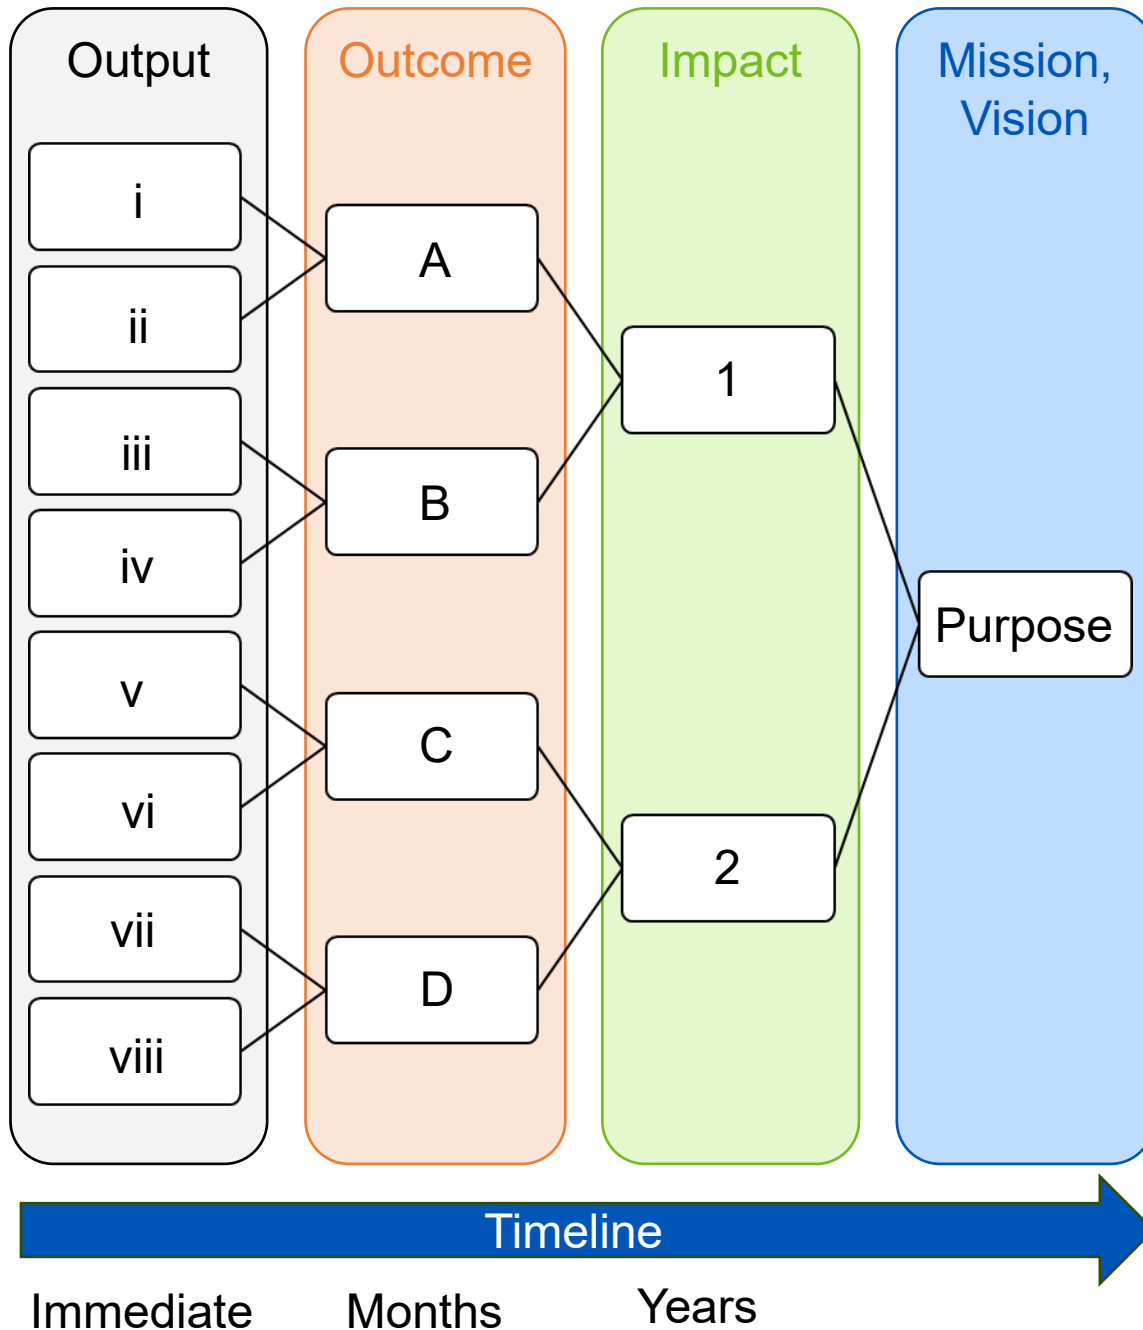 Output
Outcome
Impact
Mission,
Vision
i
ii
iii
iv
v
vi
vii
viii
A
B
C
D
1
2
Purpose
Timeline
Immediate
Months
Years